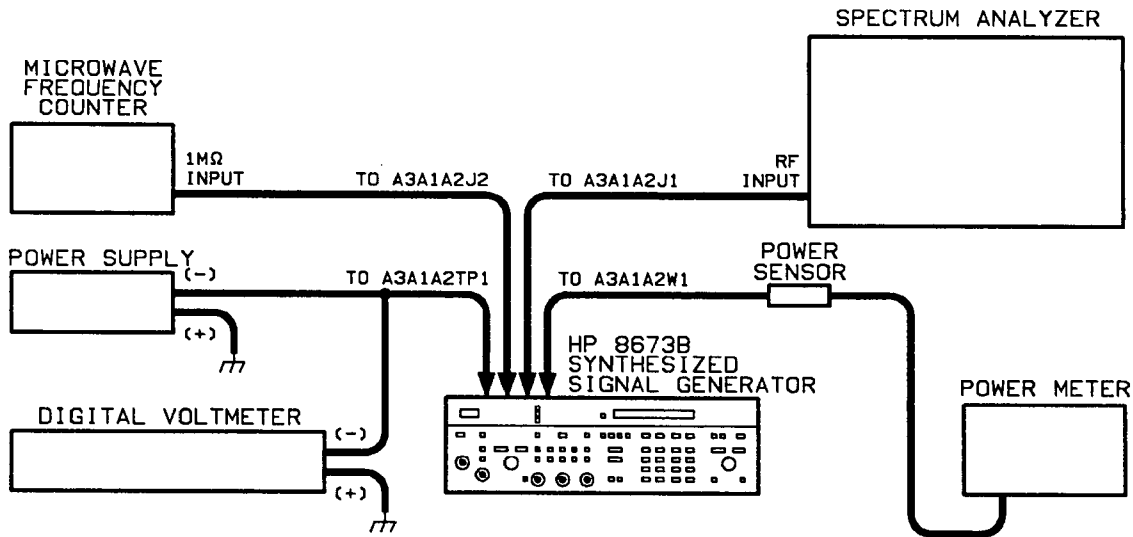 SPECTRUM ANALYZER
MICROWAVE
FREQUENCY
COUNTER
1MΩ
INPUT
TO A3A1A2J2
TO A3A1A2J1
RF
INPUT
POWER SUPPLY
(-)
(+)
TO A3A1A2TP1
TO A3A1A2W1
POWER
SENSOR
HP 8673B
SYNTHESIZED
SIGNAL GENERATOR
DIGITAL VOLTMETER
(-)
(+)
POWER METER